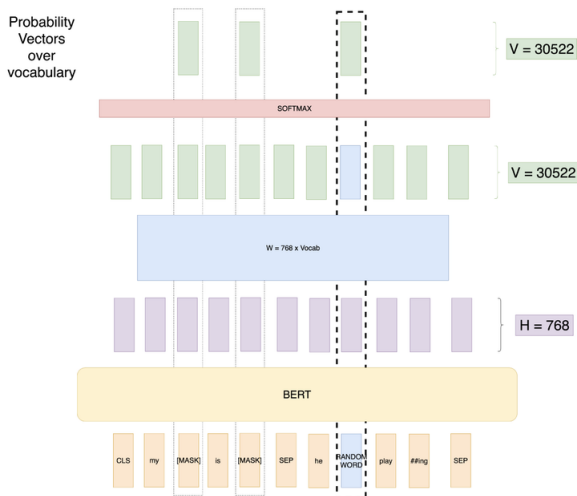 Probability
Vectors
over
vocabulary
V = 30522
SOFTMAX
V = 30522
W = 768 x Vocab
H = 768
BERT
CLS my [MASK] is [MASK] SEP he RANDOM WORD play ##ing SEP